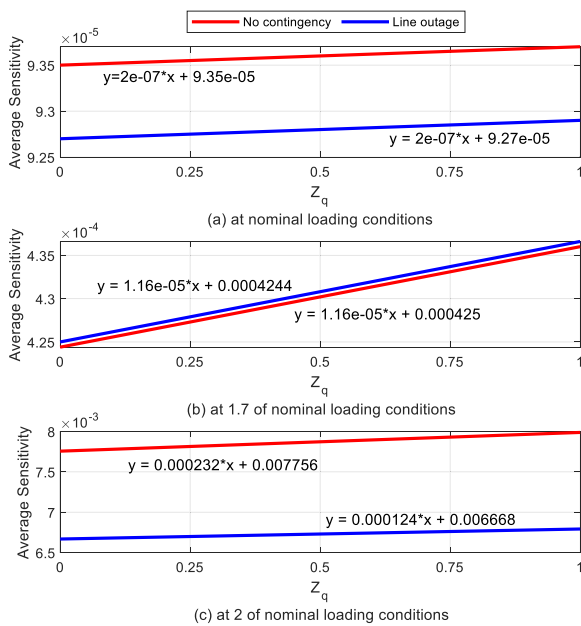 No contingency Line outage
×10-5
9.35
9.3
9.25
Average Sensitivity
y=2e-07*x + 9.35e-05
y = 2e-07*x + 9.27e-05
0 0.25 0.5 0.75 1
Zq
(a) at nominal loading conditions
×10-4
4.35
4.3
4.25
Average Sensitivity
y = 1.16e-05*x + 0.0004244
y = 1.16e-05*x + 0.000425
0 0.25 0.5 0.75 1
Zq
(b) at 1.7 of nominal loading conditions
×10-3
8
7.5
7
6.5
Average Sensitivity
y = 0.000232*x + 0.007756
y = 0.000124*x + 0.006668
0 0.25 0.5 0.75 1
Zq
(c) at 2 of nominal loading conditions